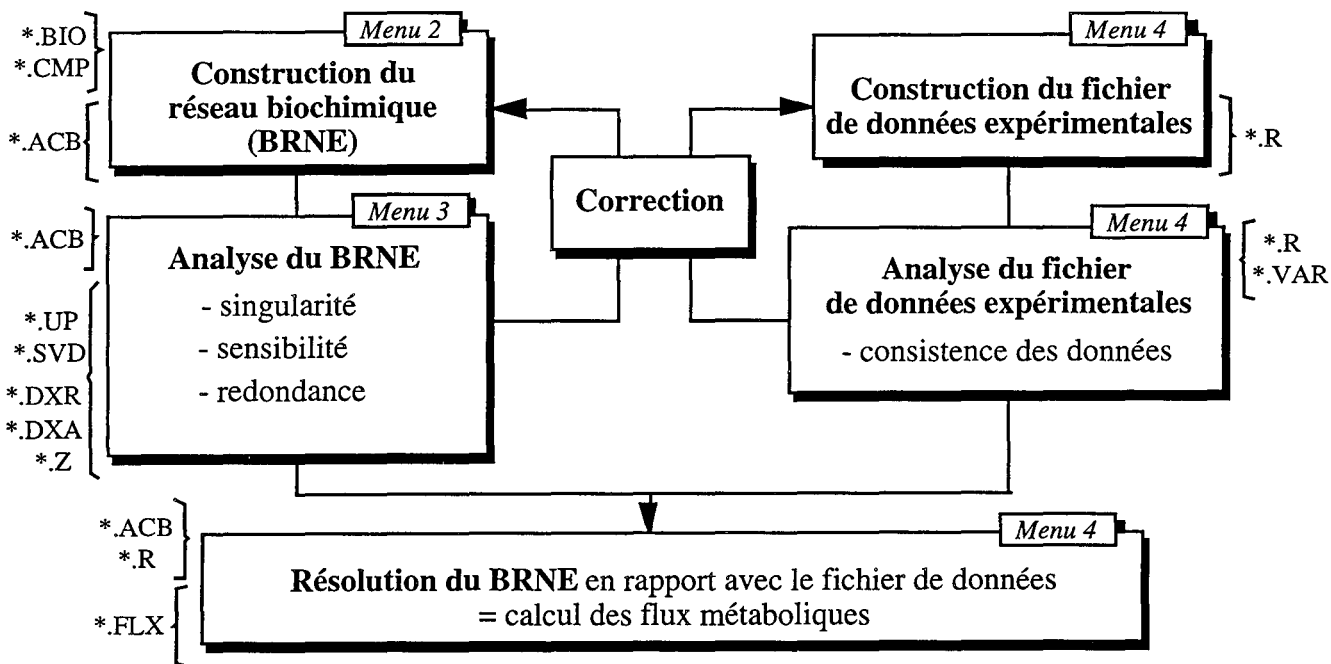 *.BIO
*.CMP
*.ACB
Menu 2
Construction du
réseau biochimique
(BRNE)
Menu 4
Construction du fichier
de données expérimentales
*.R
Correction
*.ACB
*.UP
*.SVD
*.DXR
*.DXA
*.Z
Menu 3
Analyse du BRNE
- singularité
- sensibilité
- redondance
Menu 4
Analyse du fichier
de données expérimentales
- consistence des données
*.R
*.VAR
*.ACB
*.R
*.FLX
Menu 4
Résolution du BRNE en rapport avec le fichier de données
= calcul des flux métaboliques